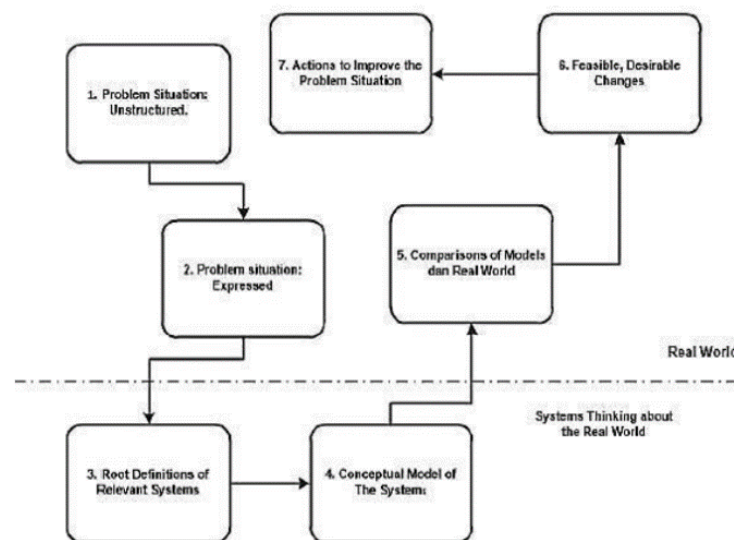 1. Problem Situation:
Unstructured.
2. Problem situation:
Expressed
3. Root Definitions of
Relevant Systems
4. Conceptual Model of
The Systems
5. Comparisons of Models
dan Real World
6. Feasible, Desirable
Changes
7. Actions to Improve the
Problem Situation
Real World
Systems Thinking about
the Real World